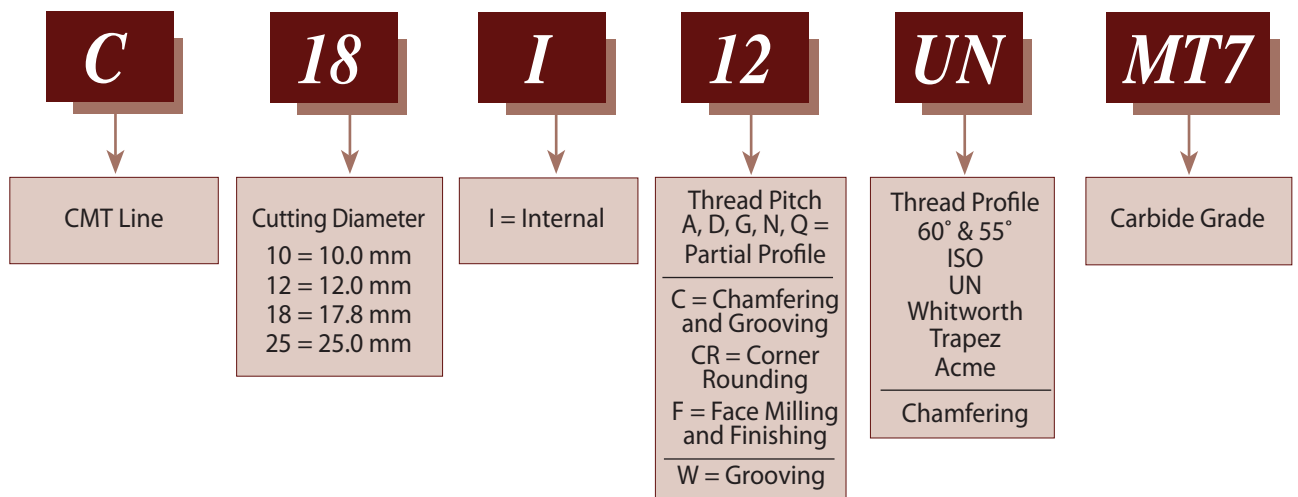 C 18 I 12 UN MT7
CMT Line
Cutting Diameter
10 = 10.0 mm
12 = 12.0 mm
18 = 17.8 mm
25 = 25.0 mm
I = Internal
Thread Pitch
A, D, G, N, Q =
Partial Profile
C = Chamfering
and Grooving
CR = Corner
Rounding
F = Face Milling
and Finishing
W = Grooving
Thread Profile
60° & 55°
ISO
UN
Whitworth
Trapez
Acme
Chamfering
Carbide Grade